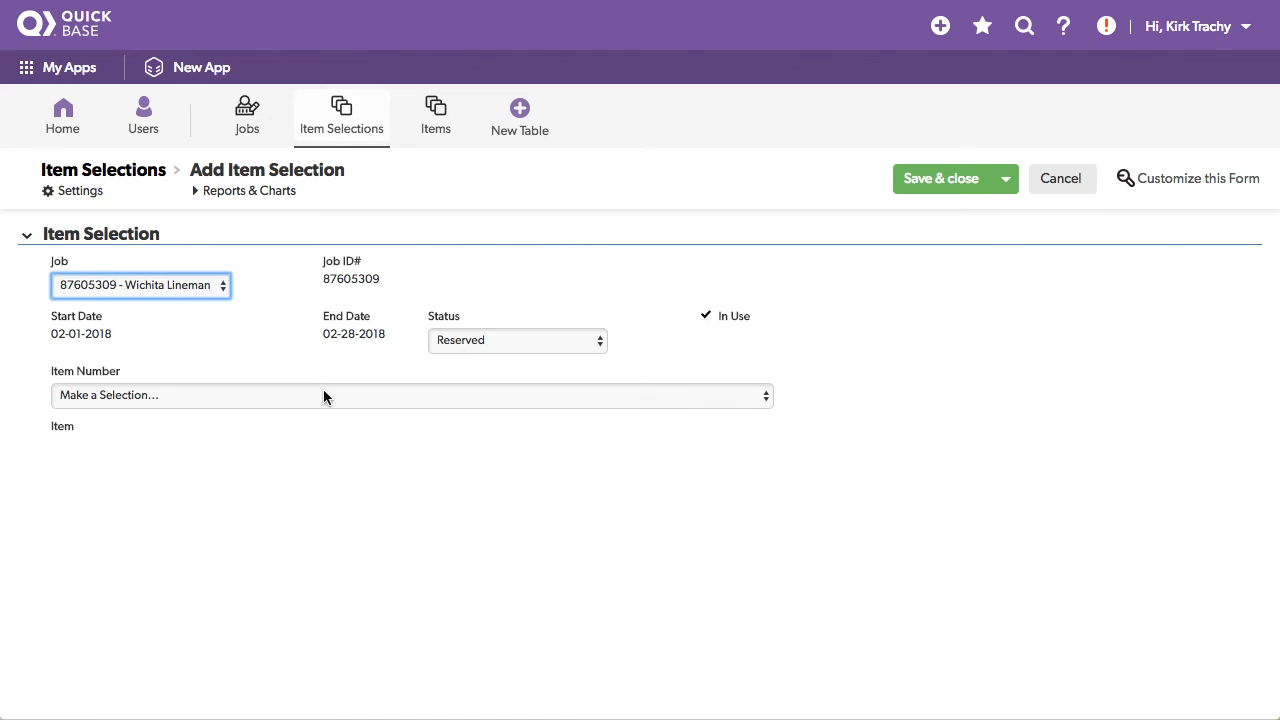 QUICK
BASE
Hi, Kirk Trachy
My Apps
New App
Home
Users
Jobs
Item Selections
Items
New Table
Item Selections
Add Item Selection
Settings
Reports & Charts
Save & close
Cancel
Customize this Form
Item Selection
Job
Job ID#
87605309 - Wichita Lineman
87605309
Start Date
End Date
Status
In Use
02-01-2018
02-28-2018
Reserved
Item Number
Make a Selection...
Item